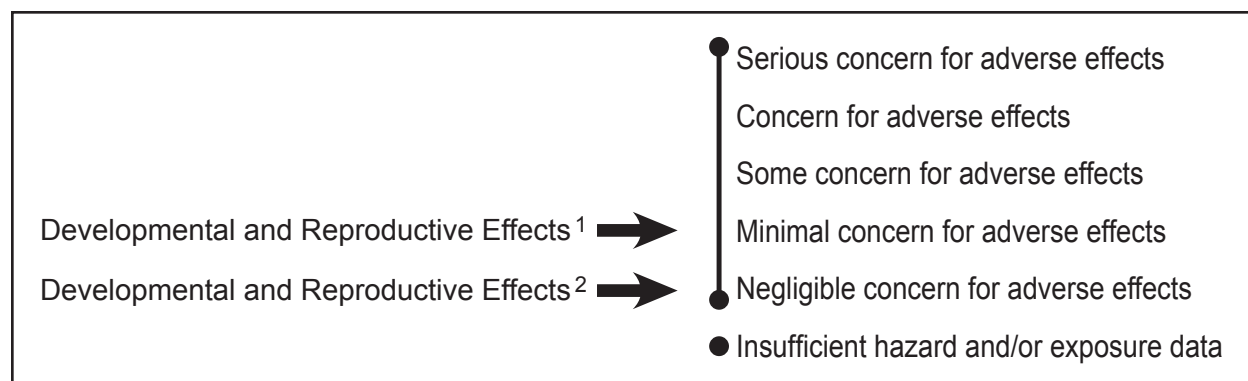 Serious concern for adverse effects
Concern for adverse effects
Some concern for adverse effects
Developmental and Reproductive Effects 1 Minimal concern for adverse effects
Developmental and Reproductive Effects 2 Negligible concern for adverse effects
Insufficient hazard and/or exposure data